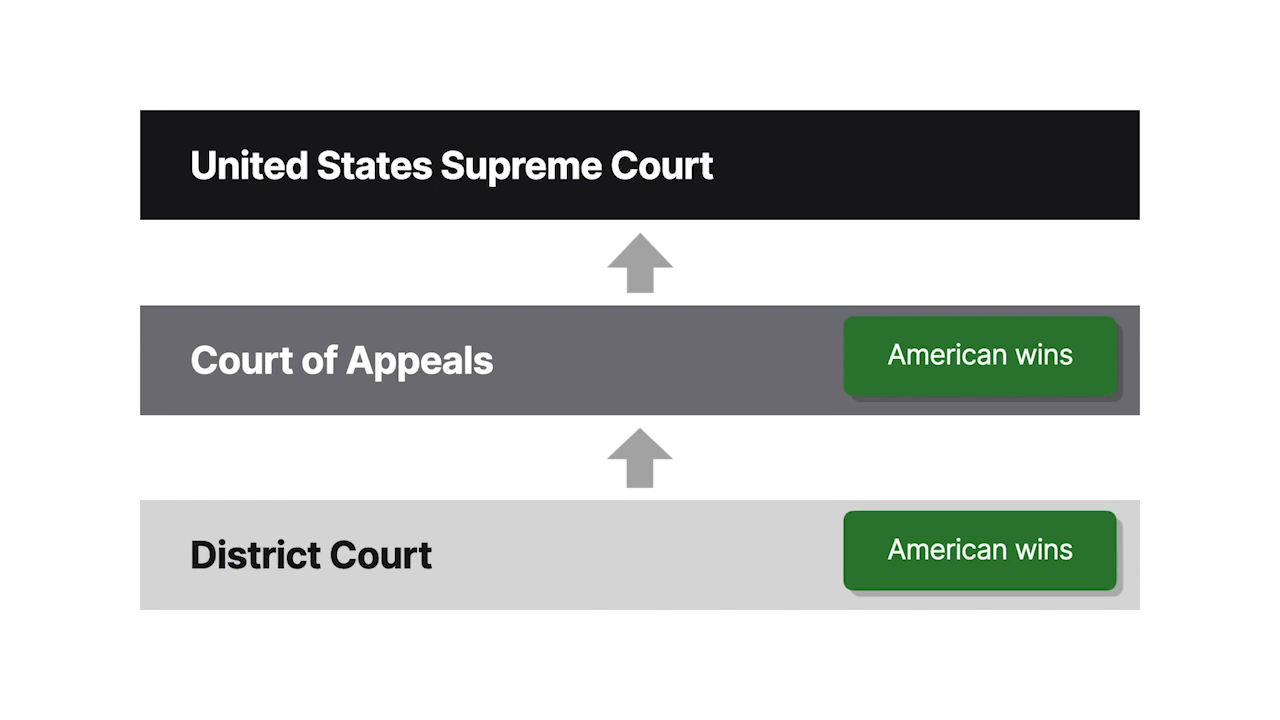 United States Supreme Court
Court of Appeals
American wins
District Court
American wins